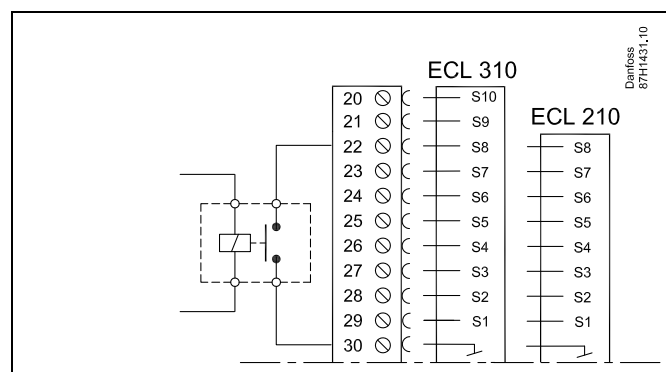 Danfoss
87H1431.10
ECL 310
ECL 210
20 S10
21 S9
22 S8 S8
23 S7 S7
24 S6 S6
25 S5 S5
26 S4 S4
27 S3 S3
28 S2 S2
29 S1 S1
30